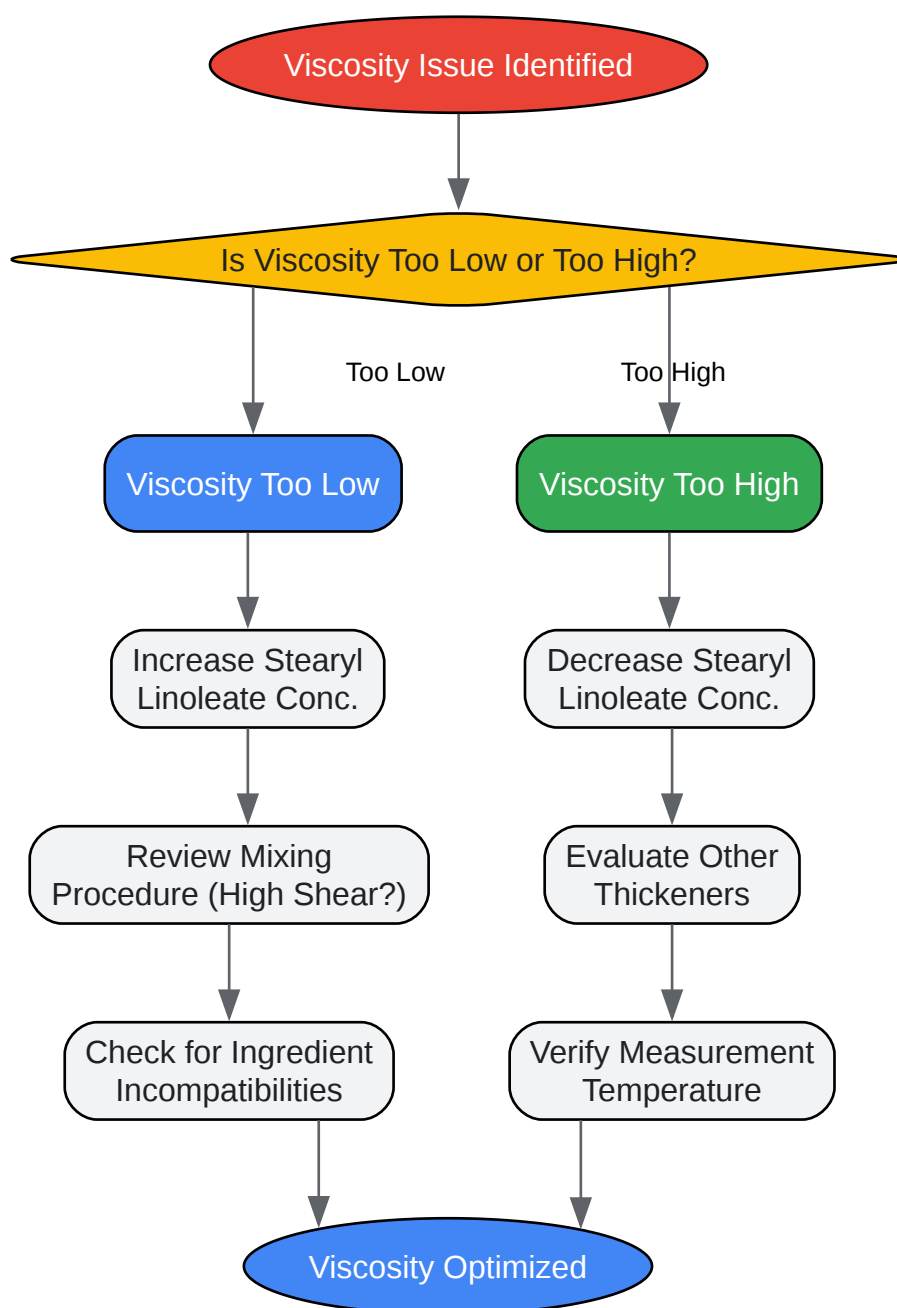 Viscosity Issue Identified
Is Viscosity Too Low or Too High?
Too Low
Too High
Viscosity Too Low
Viscosity Too High
Increase Stearyl
Linoleate Conc.
Decrease Stearyl
Linoleate Conc.
Review Mixing
Procedure (High Shear?)
Evaluate Other
Thickeners
Check for Ingredient
Incompatibilities
Verify Measurement
Temperature
Viscosity Optimized